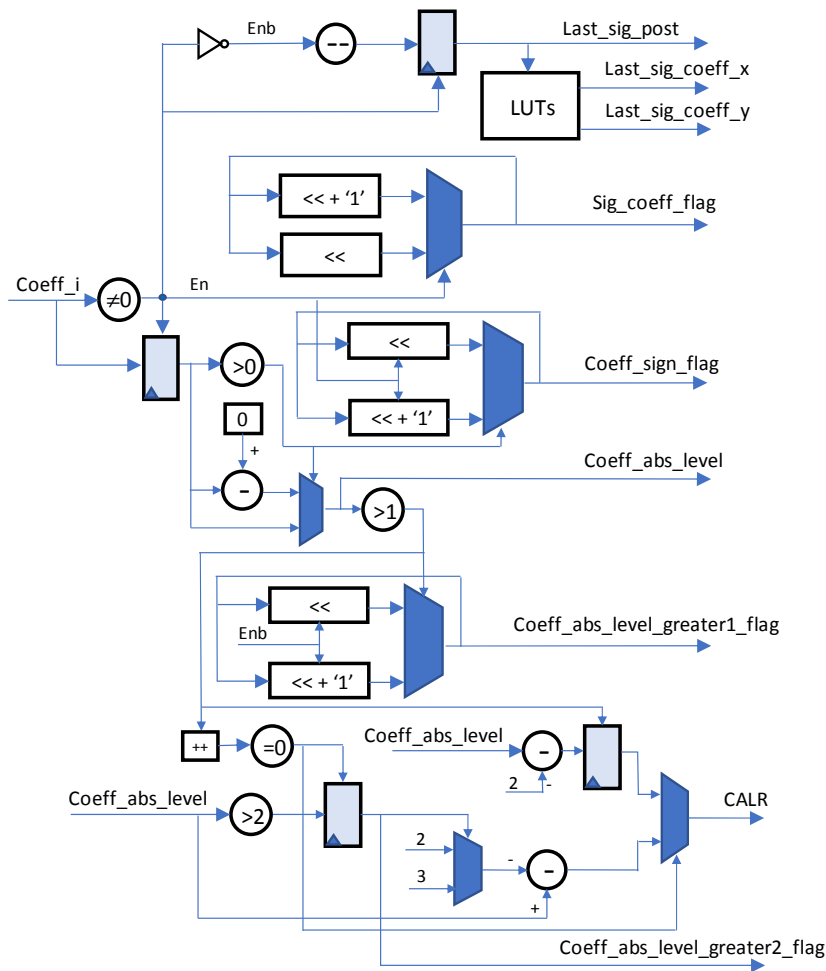 Enb
--
Last_sig_post
Last_sig_coeff_x
LUTs
Last_sig_coeff_y
<< + ‘1’
Sig_coeff_flag
<<
Coeff_i
≠0
En
<<
>0
Coeff_sign_flag
0
<< + ‘1’
+
-
Coeff_abs_level
>1
<<
Enb
Coeff_abs_level_greater1_flag
<< + ‘1’
++
=0
Coeff_abs_level
-
2
-
Coeff_abs_level
>2
CALR
2
-
-
3
+
Coeff_abs_level_greater2_flag